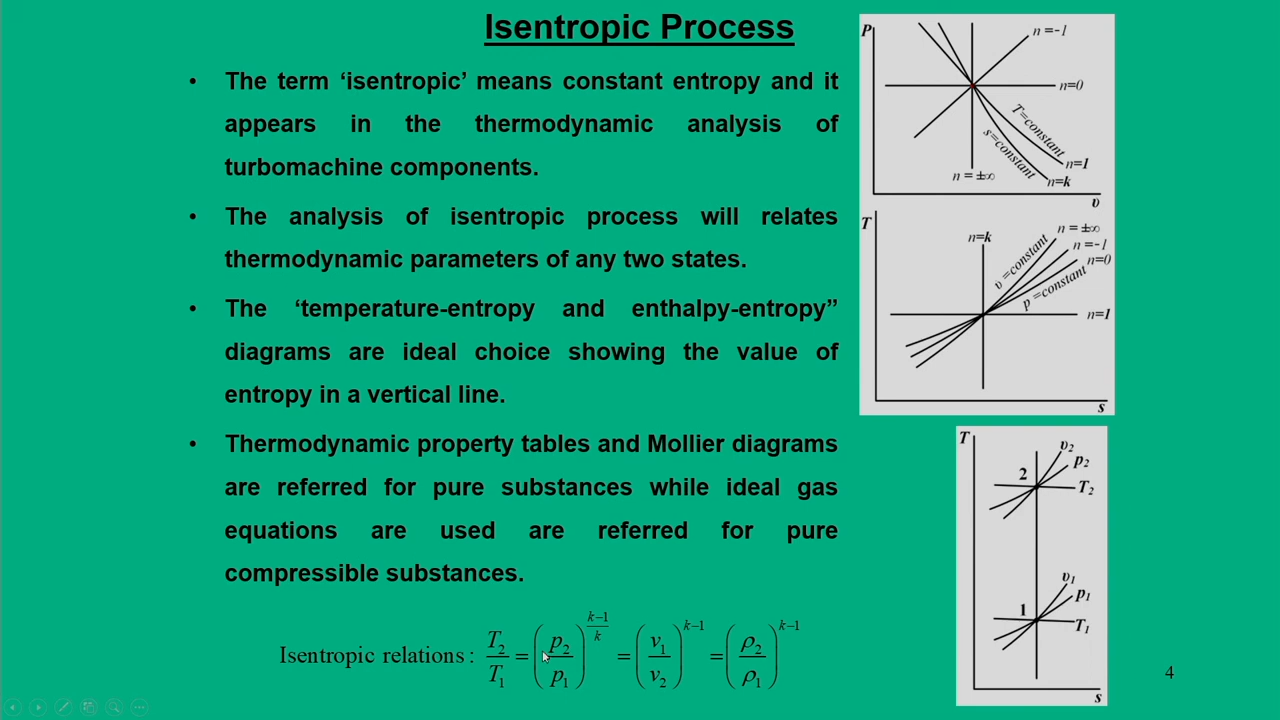 Isentropic Process
• The term ‘isentropic’ means constant entropy and it
appears in the thermodynamic analysis of
turbomachine components.
• The analysis of isentropic process will relates
thermodynamic parameters of any two states.
• The ‘temperature-entropy and enthalpy-entropy”
diagrams are ideal choice showing the value of
entropy in a vertical line.
• Thermodynamic property tables and Mollier diagrams
are referred for pure substances while ideal gas
equations are used are referred for pure
compressible substances.
Isentropic relations : T₂/T₁ = (p₂/p₁)^((k−1)/k) = (v₁/v₂)^(k−1) = (ρ₂/ρ₁)^(k−1)
P
n =-1
n=0
T=constant
s=constant
n=1
n = ±∞
n=k
υ
T
n=k
n = ±∞
n =-1
n=0
υ =constant
p =constant
n=1
s
T
υ₂
p₂
2
T₂
υ₁
p₁
1
T₁
s
4